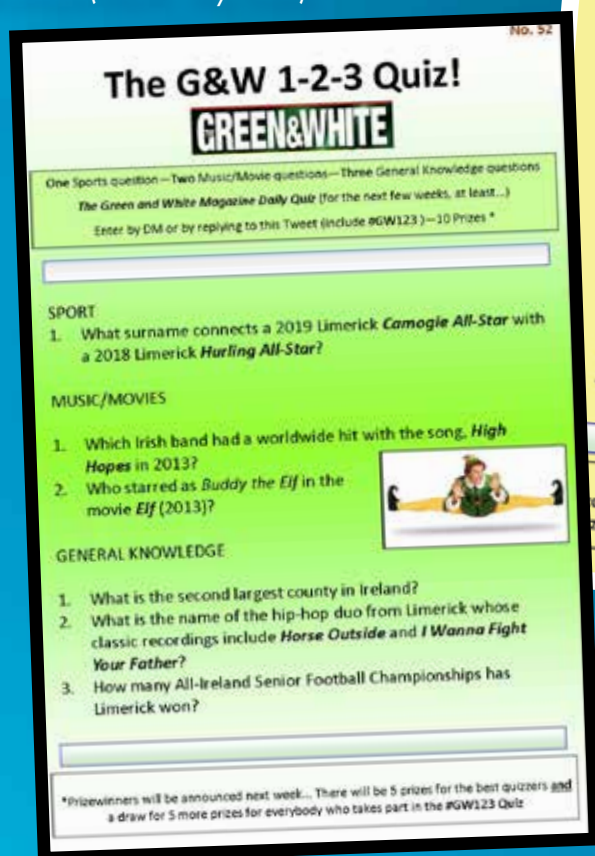 No. 52
The G&W 1-2-3 Quiz!
GREEN&WHITE
One Sports question—Two Music/Movie questions—Three General Knowledge questions
The Green and White Magazine Daily Quiz (for the next few weeks, at least...)
Enter by DM or by replying to this Tweet (include #GW123 )—10 Prizes *
SPORT
1. What surname connects a 2019 Limerick Camogie All-Star with
a 2018 Limerick Hurling All-Star?
MUSIC/MOVIES
1. Which Irish band had a worldwide hit with the song, High
Hopes in 2013?
2. Who starred as Buddy the Elf in the
movie Elf (2013)?
GENERAL KNOWLEDGE
1. What is the second largest county in Ireland?
2. What is the name of the hip-hop duo from Limerick whose
classic recordings include Horse Outside and I Wanna Fight
Your Father?
3. How many All-Ireland Senior Football Championships has
Limerick won?
*Prizewinners will be announced next week... There will be 5 prizes for the best quizzers and
a draw for 5 more prizes for everybody who takes part in the #GW123 Quiz